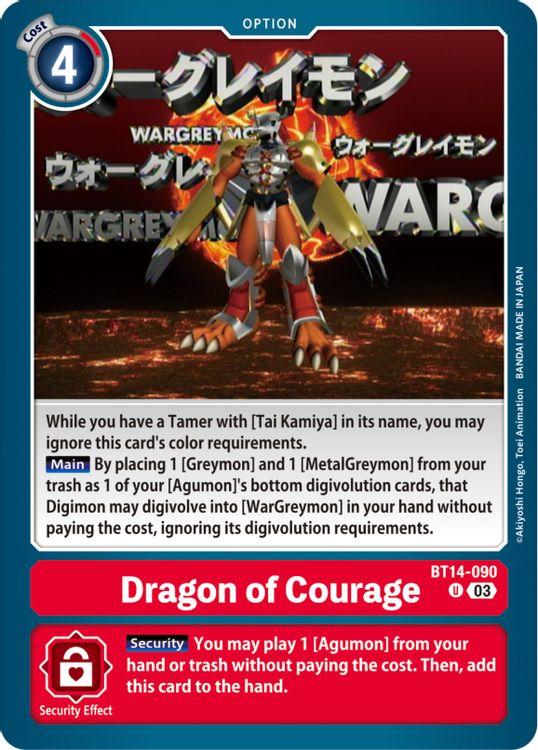 OPTION
Cost
4
ウォーグレイモン
WARGREYMO
ウォーグレイモン
ウォーグレ
WARGREYM
WARG
While you have a Tamer with [Tai Kamiya] in its name, you may
ignore this card's color requirements.
Main By placing 1 [Greymon] and 1 [MetalGreymon] from your
trash as 1 of your [Agumon]'s bottom digivolution cards, that
Digimon may digivolve into [WarGreymon] in your hand without
paying the cost, ignoring its digivolution requirements.
©Akiyoshi Hongo, Toei Animation BANDAI MADE IN JAPAN
BT14-090
Dragon of Courage
U 03
Security You may play 1 [Agumon] from your
hand or trash without paying the cost. Then, add
this card to the hand.
Security Effect